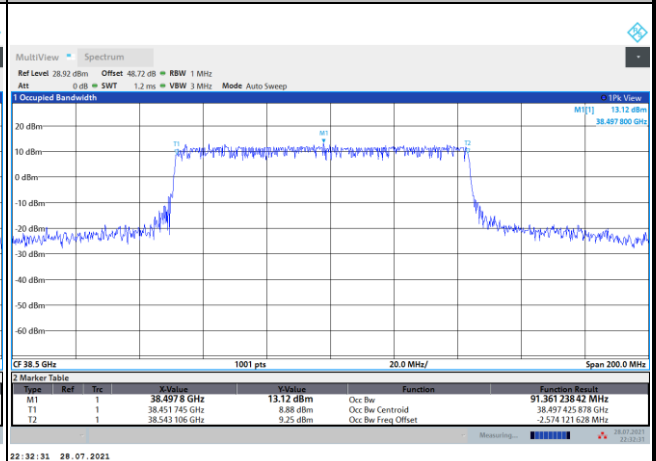 MultiView Spectrum
Ref Level 28.92 dBm Offset 48.72 dB RBW 1 MHz
Att 0 dB SWT 1.2 ms VBW 3 MHz Mode Auto Sweep
1 Occupied Bandwidth 1Pk View
M1[1] 13.12 dBm
38.497 800 GHz
20 dBm
M1
T1
T2
10 dBm
0 dBm
-10 dBm
-20 dBm
-30 dBm
-40 dBm
-50 dBm
-60 dBm
CF 38.5 GHz 1001 pts 20.0 MHz/ Span 200.0 MHz
2 Marker Table
Type Ref Trc X-Value Y-Value Function Function Result
M1 1 38.497 8 GHz 13.12 dBm Occ Bw 91.361 238 42 MHz
T1 1 38.451 745 GHz 8.88 dBm Occ Bw Centroid 38.497 425 878 GHz
T2 1 38.543 106 GHz 9.25 dBm Occ Bw Freq Offset -2.574 121 628 MHz
Measuring... 28.07.2021
22:32:31
22:32:31 28.07.2021